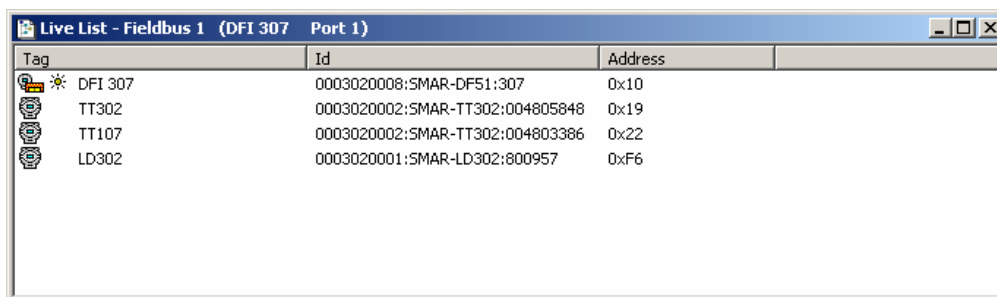 Live List - Fieldbus 1 (DFI 307 Port 1)
Tag Id Address
DFI 307 0003020008:SMAR-DF51:307 0x10
TT302 0003020002:SMAR-TT302:004805848 0x19
TT107 0003020002:SMAR-TT302:004803386 0x22
LD302 0003020001:SMAR-LD302:800957 0xF6